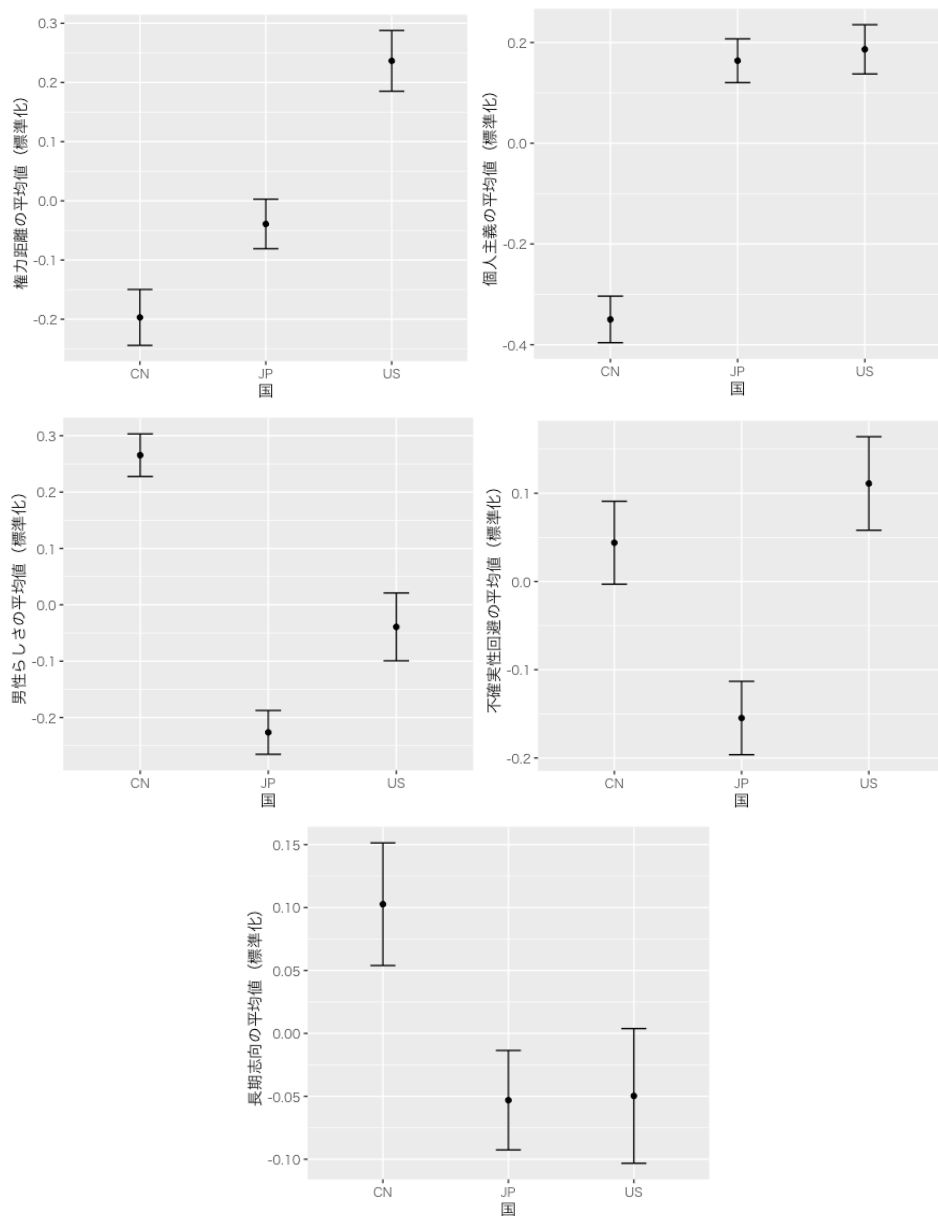 権力距離の平均値（標準化）
0.3
0.2
0.1
0.0
-0.1
-0.2
CN JP US
国
個人主義の平均値（標準化）
0.2
0.0
-0.2
-0.4
CN JP US
国
男性らしさの平均値（標準化）
0.3
0.2
0.1
0.0
-0.1
-0.2
CN JP US
国
不確実性回避の平均値（標準化）
0.1
0.0
-0.1
-0.2
CN JP US
国
長期志向の平均値（標準化）
0.15
0.10
0.05
0.00
-0.05
-0.10
CN JP US
国